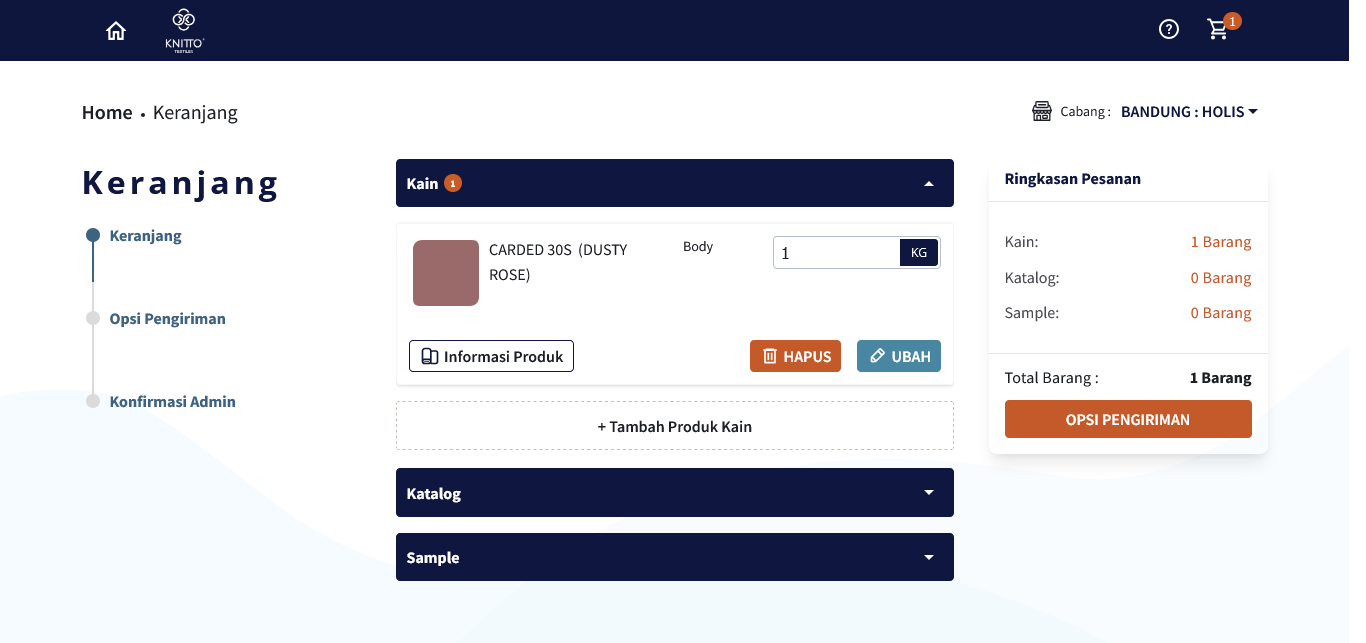 KNITTO
TEXTILES
1
Home • Keranjang
Cabang : BANDUNG : HOLIS
Keranjang
Keranjang
Opsi Pengiriman
Konfirmasi Admin
Kain 1
CARDED 30S (DUSTY
ROSE)
Body
1 KG
Informasi Produk
HAPUS
UBAH
+ Tambah Produk Kain
Katalog
Sample
Ringkasan Pesanan
Kain: 1 Barang
Katalog: 0 Barang
Sample: 0 Barang
Total Barang : 1 Barang
OPSI PENGIRIMAN